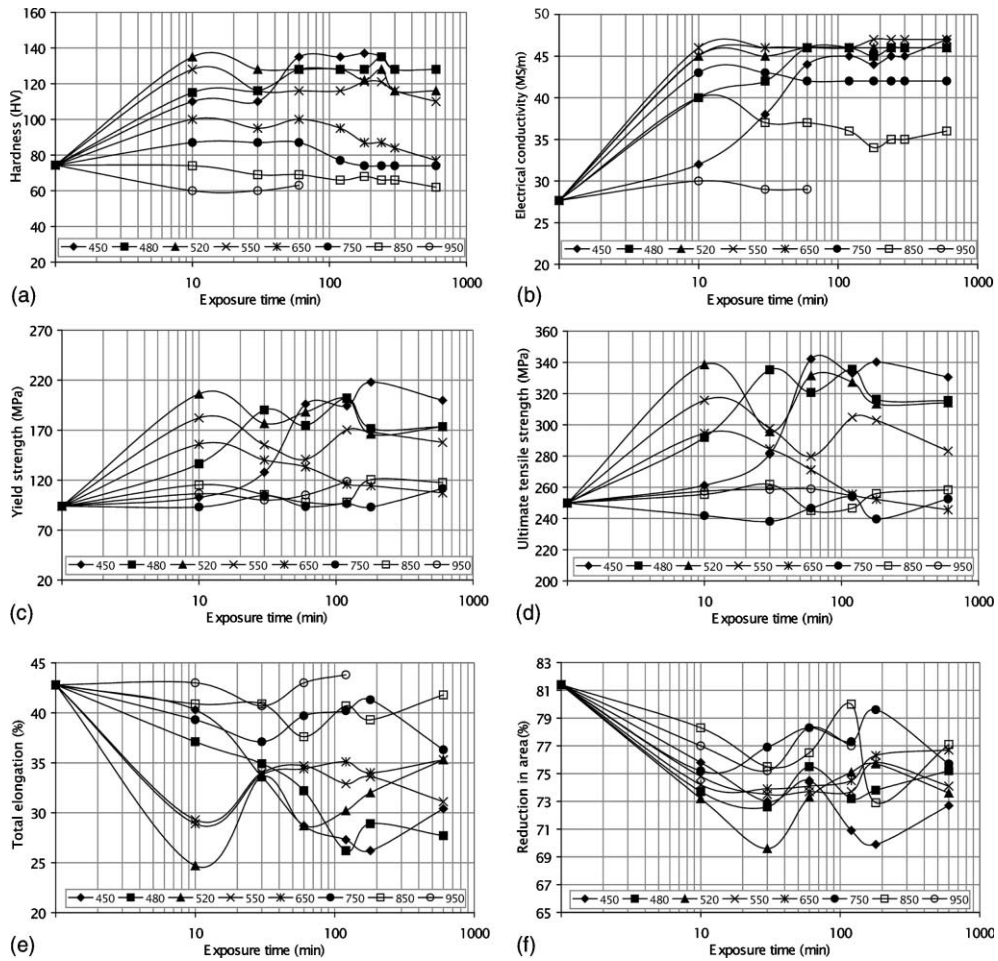 160
140
120
100
80
60
40
20
Hardness (HV)
450 480 520 550 650 750 850 950
10 100 1000
Exposure time (min)
(a)
50
45
40
35
30
25
20
Electrical conductivity (MS/m)
450 480 520 550 650 750 850 950
10 100 1000
Exposure time (min)
(b)
270
220
170
120
70
20
Yield strength (MPa)
450 480 520 550 650 750 850 950
10 100 1000
Exposure time (min)
(c)
360
340
320
300
280
260
240
220
200
Ultimate tensile strength (MPa)
450 480 520 550 650 750 850 950
10 100 1000
Exposure time (min)
(d)
45
40
35
30
25
20
Total elongation (%)
450 480 520 550 650 750 850 950
10 100 1000
Exposure time (min)
(e)
83
81
79
77
75
73
71
69
67
65
Reduction in area(%)
450 480 520 550 650 750 850 950
10 100 1000
Exposure time (min)
(f)